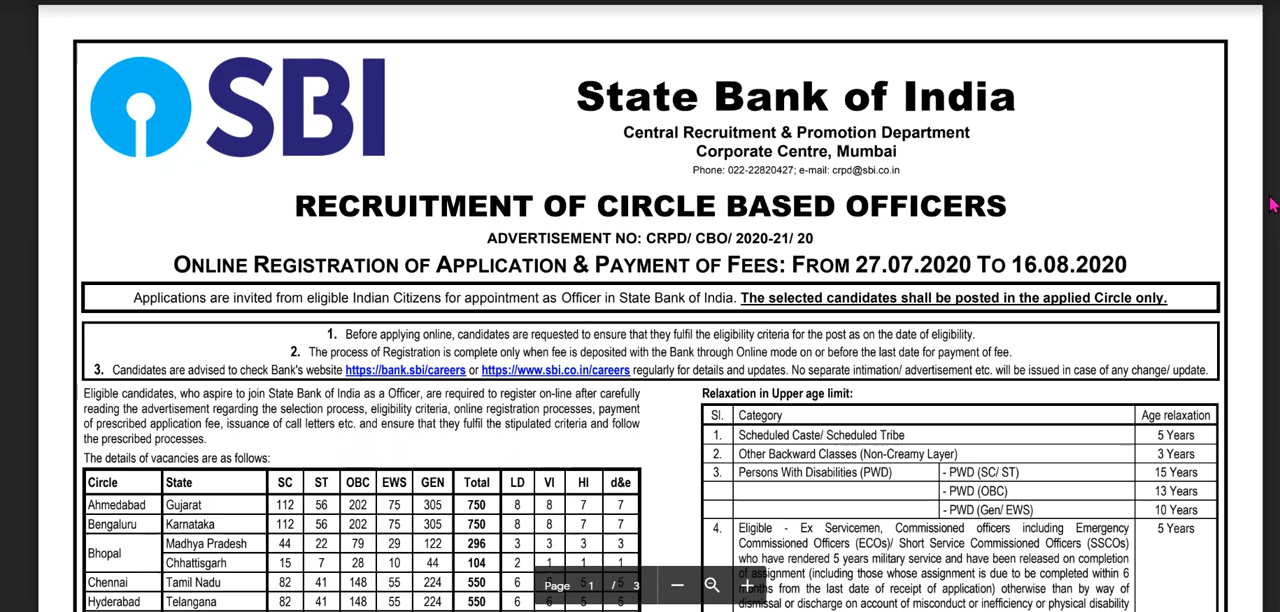 SBI
State Bank of India
Central Recruitment & Promotion Department
Corporate Centre, Mumbai
Phone: 022-22820427; e-mail: crpd@sbi.co.in
RECRUITMENT OF CIRCLE BASED OFFICERS
ADVERTISEMENT NO: CRPD/ CBO/ 2020-21/ 20
ONLINE REGISTRATION OF APPLICATION & PAYMENT OF FEES: FROM 27.07.2020 TO 16.08.2020
Applications are invited from eligible Indian Citizens for appointment as Officer in State Bank of India. The selected candidates shall be posted in the applied Circle only.
1. Before applying online, candidates are requested to ensure that they fulfil the eligibility criteria for the post as on the date of eligibility.
2. The process of Registration is complete only when fee is deposited with the Bank through Online mode on or before the last date for payment of fee.
3. Candidates are advised to check Bank's website https://bank.sbi/careers or https://www.sbi.co.in/careers regularly for details and updates. No separate intimation/ advertisement etc. will be issued in case of any change/ update.
Eligible candidates, who aspire to join State Bank of India as a Officer, are required to register on-line after carefully
reading the advertisement regarding the selection process, eligibility criteria, online registration processes, payment
of prescribed application fee, issuance of call letters etc. and ensure that they fulfil the stipulated criteria and follow
the prescribed processes.
The details of vacancies are as follows:
Circle State SC ST OBC EWS GEN Total LD VI HI d&e
Ahmedabad Gujarat 112 56 202 75 305 750 8 8 7 7
Bengaluru Karnataka 112 56 202 75 305 750 8 8 7 7
Bhopal Madhya Pradesh 44 22 79 29 122 296 3 3 3 3
Chhattisgarh 15 7 28 10 44 104 2 1 1 1
Chennai Tamil Nadu 82 41 148 55 224 550 6 6 5 5
Hyderabad Telangana 82 41 148 55 224 550 6 6 5 5
Relaxation in Upper age limit:
Sl. Category Age relaxation
1. Scheduled Caste/ Scheduled Tribe 5 Years
2. Other Backward Classes (Non-Creamy Layer) 3 Years
3. Persons With Disabilities (PWD) - PWD (SC/ ST) 15 Years
- PWD (OBC) 13 Years
- PWD (Gen/ EWS) 10 Years
4. Eligible - Ex Servicemen, Commissioned officers including Emergency 5 Years
Commissioned Officers (ECOs)/ Short Service Commissioned Officers (SSCOs)
who have rendered 5 years military service and have been released on completion
of assignment (including those whose assignment is due to be completed within 6
months from the last date of receipt of application) otherwise than by way of
dismissal or discharge on account of misconduct or inefficiency or physical disability
Page 1 / 3